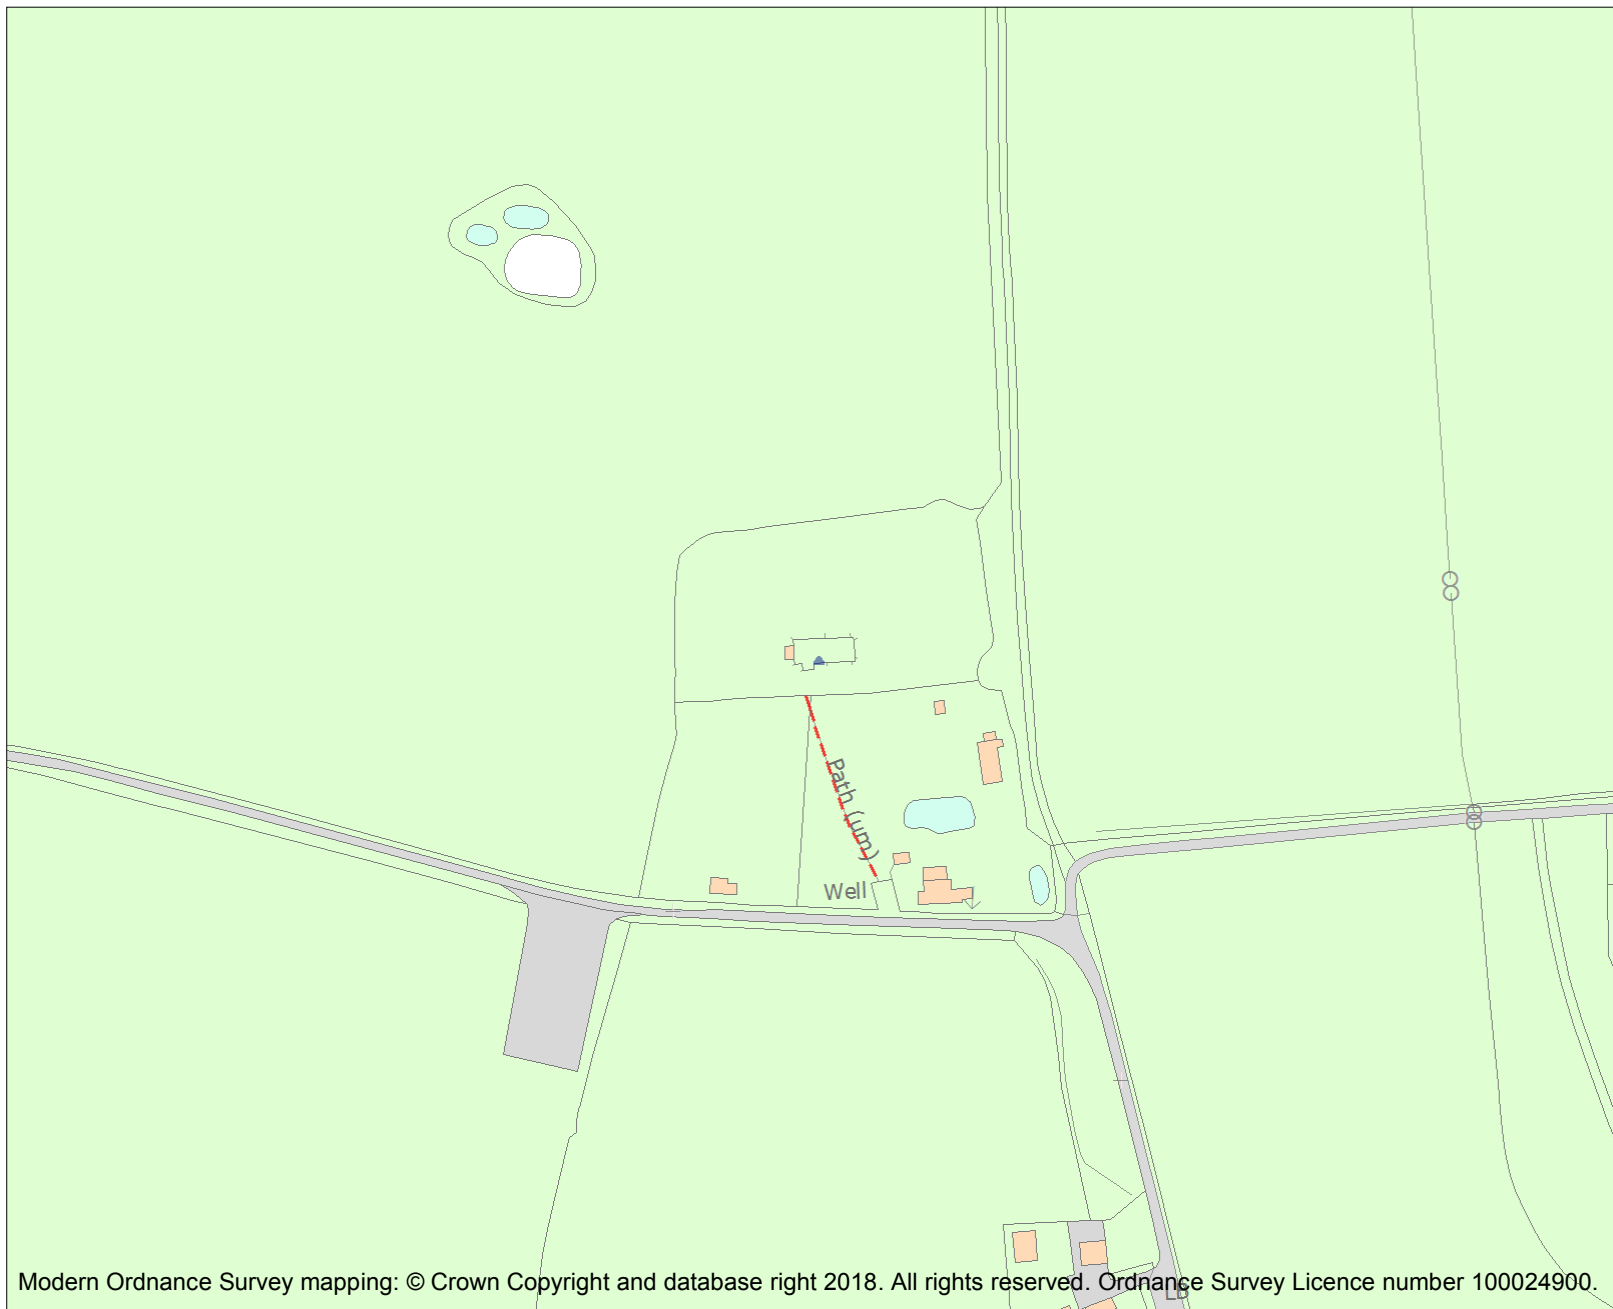 Path (um)
Well
LB
Modern Ordnance Survey mapping: © Crown Copyright and database right 2018. All rights reserved. Ordnance Survey Licence number 100024900.